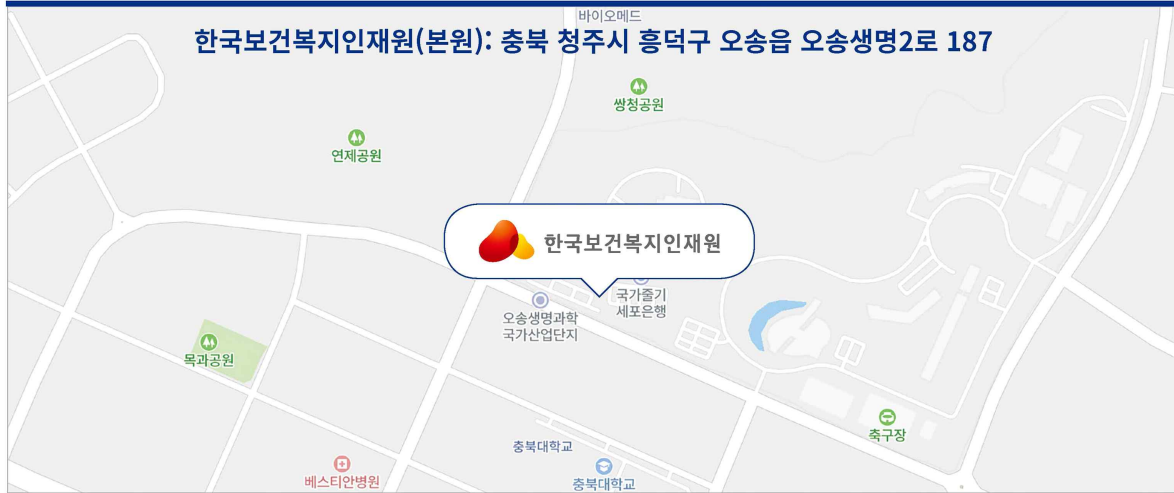 바이오메드
한국보건복지인재원(본원): 충북 청주시 흥덕구 오송읍 오송생명2로 187
쌍청공원
연제공원
한국보건복지인재원
국가줄기
세포은행
오송생명과학
국가산업단지
목과공원
축구장
충북대학교
베스티안병원
충북대학교